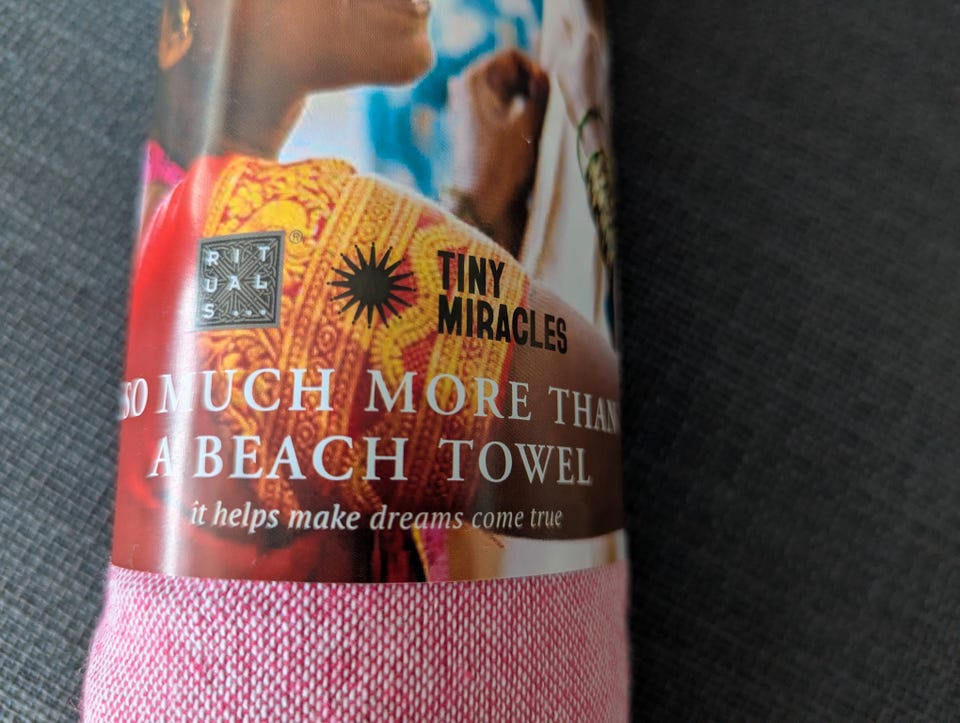 RIT
UAL
S...
®
TINY
MIRACLES
SO MUCH MORE THAN
A BEACH TOWEL
it helps make dreams come true